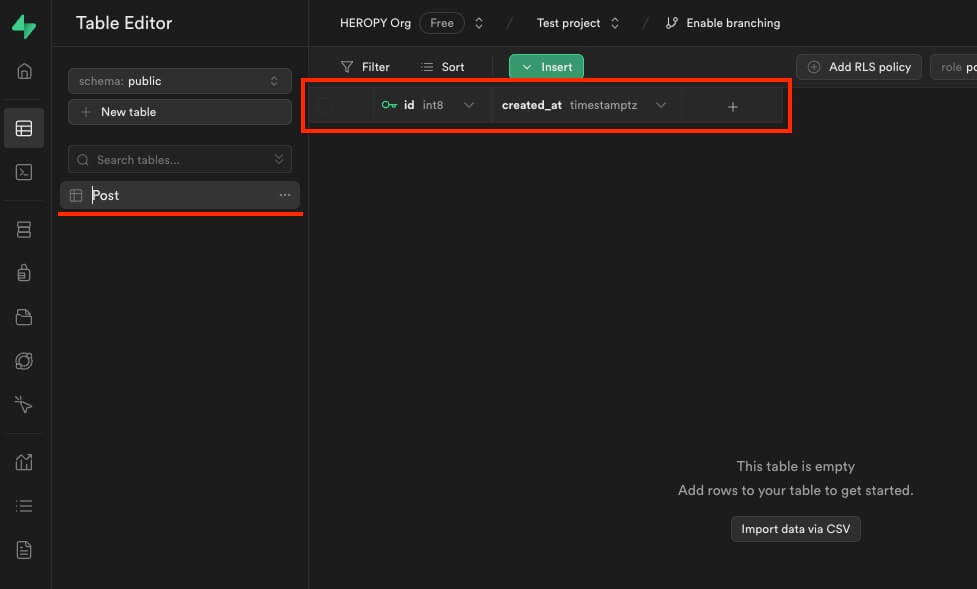 Table Editor
HEROPY Org Free / Test project / Enable branching
schema: public
New table
Search tables...
Post
Filter Sort Insert Add RLS policy role
id int8 created_at timestamptz
This table is empty
Add rows to your table to get started.
Import data via CSV